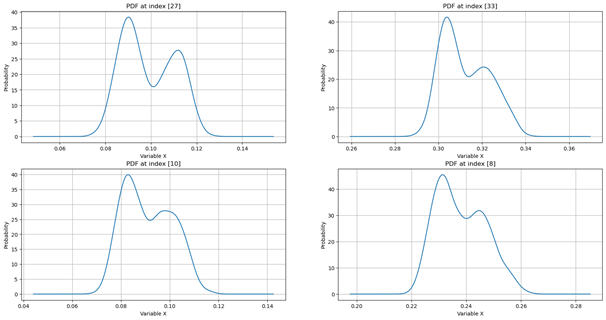 PDF at index [27]
40
35
30
25
20
15
10
5
0
Probability
0.06 0.08 0.10 0.12 0.14
Variable X
PDF at index [33]
40
30
20
10
0
Probability
0.26 0.28 0.30 0.32 0.34 0.36
Variable X
PDF at index [10]
40
35
30
25
20
15
10
5
0
Probability
0.04 0.06 0.08 0.10 0.12 0.14
Variable X
PDF at index [8]
40
30
20
10
0
Probability
0.20 0.22 0.24 0.26 0.28
Variable X